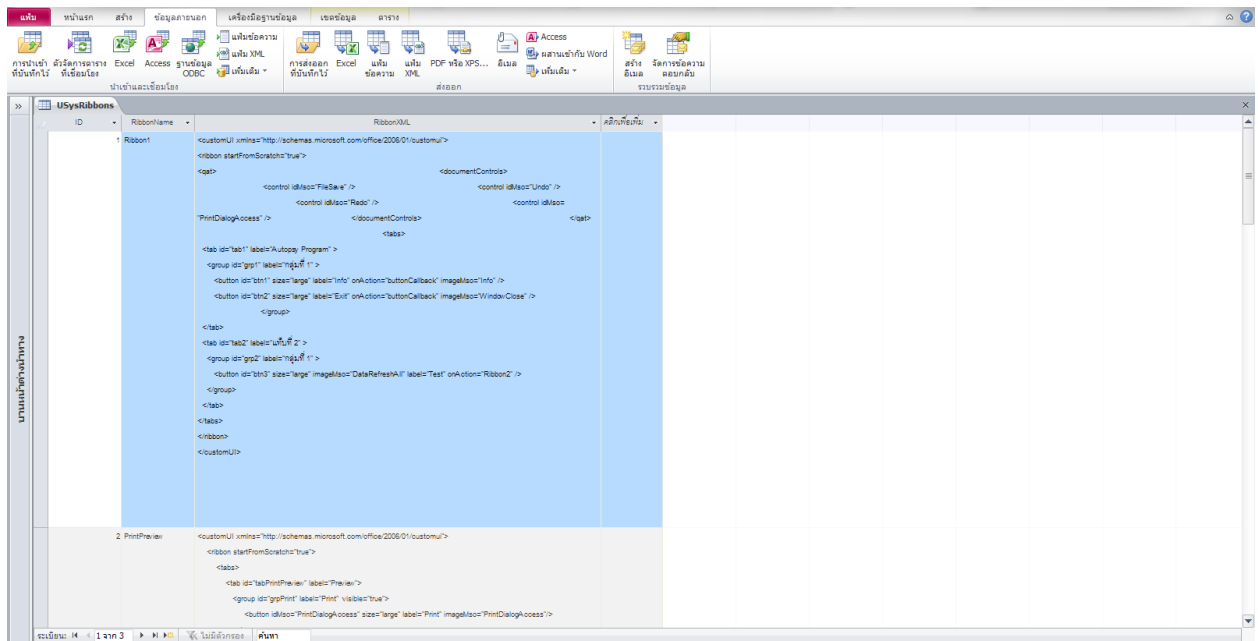 แฟ้ม หน้าแรก สร้าง ข้อมูลภายนอก เครื่องมือฐานข้อมูล เขตข้อมูล ตาราง
การนำเข้าที่บันทึกไว้ ตัวจัดการตารางที่เชื่อมโยง Excel Access ฐานข้อมูล ODBC แฟ้มข้อความ แฟ้ม XML เพิ่มเติม
การส่งออกที่บันทึกไว้ Excel แฟ้มข้อความ แฟ้ม XML PDF หรือ XPS... อีเมล Access ผสานเข้ากับ Word เพิ่มเติม
สร้างอีเมล จัดการข้อความตอบกลับ
นำเข้าและเชื่อมโยง ส่งออก รวบรวมข้อมูล
USysRibbons
ID RibbonName RibbonXML คลิกเพื่อเพิ่ม
1 Ribbon1 <customUI xmlns="http://schemas.microsoft.com/office/2006/01/customui">
<ribbon startFromScratch="true">
<qat> <documentControls>
<control idMso="FileSave" /> <control idMso="Undo" />
<control idMso="Redo" /> <control idMso=
"PrintDialogAccess" /> </documentControls> </qat>
<tabs>
<tab id="tab1" label="Autopsy Program" >
<group id="grp1" label="กลุ่มที่ 1" >
<button id="btn1" size="large" label="Info" onAction="buttonCallback" imageMso="Info" />
<button id="btn2" size="large" label="Exit" onAction="buttonCallback" imageMso="WindowClose" />
</group>
</tab>
<tab id="tab2" label="แท็บที่ 2" >
<group id="grp2" label="กลุ่มที่ 1" >
<button id="btn3" size="large" imageMso="DataRefreshAll" label="Test" onAction="Ribbon2" />
</group>
</tab>
</tabs>
</ribbon>
</customUI>
2 PrintPreview <customUI xmlns="http://schemas.microsoft.com/office/2006/01/customui">
<ribbon startFromScratch="true">
<tabs>
<tab id="tabPrintPreview" label="Preview">
<group id="grpPrint" label="Print" visible="true">
<button idMso="PrintDialogAccess" size="large" label="Print" imageMso="PrintDialogAccess"/>
บานหน้าต่างนำทาง
ระเบียน: 1 จาก 3 ไม่มีตัวกรอง ค้นหา